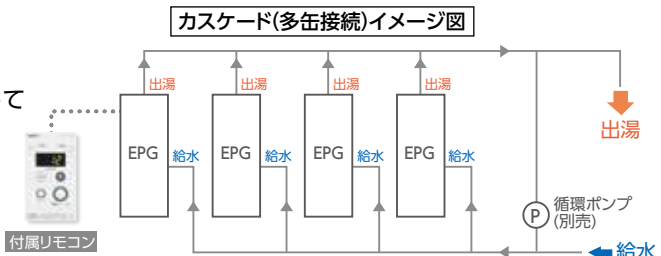 カスケード(多缶接続)イメージ図
て
出湯
出湯
出湯
出湯
出湯
EPG
給水
EPG
給水
EPG
給水
EPG
給水
P
循環ポンプ
(別売)
付属リモコン
給水